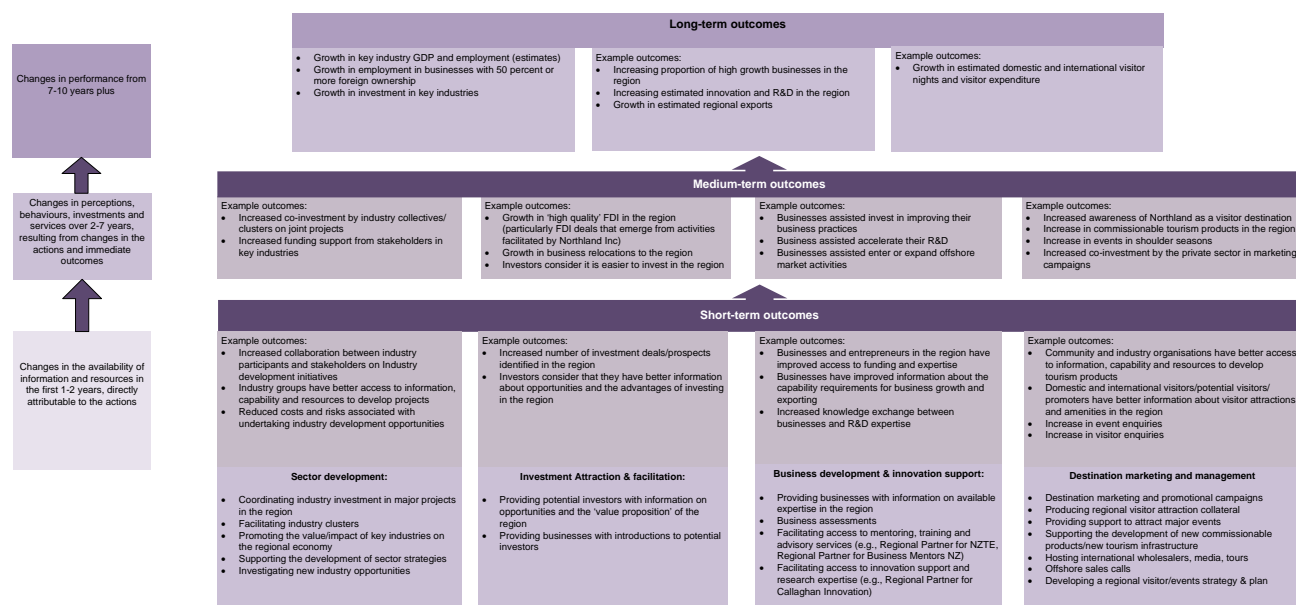 Long-term outcomes
Changes in performance from
7-10 years plus
• Growth in key industry GDP and employment (estimates)
• Growth in employment in businesses with 50 percent or
more foreign ownership
• Growth in investment in key industries
Example outcomes:
• Increasing proportion of high growth businesses in the
region
• Increasing estimated innovation and R&D in the region
• Growth in estimated regional exports
Example outcomes:
• Growth in estimated domestic and international visitor
nights and visitor expenditure
Medium-term outcomes
Changes in perceptions,
behaviours, investments and
services over 2-7 years,
resulting from changes in the
actions and immediate
outcomes
Example outcomes:
• Increased co-investment by industry collectives/
clusters on joint projects
• Increased funding support from stakeholders in
key industries
Example outcomes:
• Growth in ‘high quality’ FDI in the region
(particularly FDI deals that emerge from activities
facilitated by Northland Inc)
• Growth in business relocations to the region
• Investors consider it is easier to invest in the region
Example outcomes:
• Businesses assisted invest in improving their
business practices
• Business assisted accelerate their R&D
• Businesses assisted enter or expand offshore
market activities
Example outcomes:
• Increased awareness of Northland as a visitor destination
• Increase in commissionable tourism products in the region
• Increase in events in shoulder seasons
• Increased co-investment by the private sector in marketing
campaigns
Short-term outcomes
Changes in the availability of
information and resources in
the first 1-2 years, directly
attributable to the actions
Example outcomes:
• Increased collaboration between industry
participants and stakeholders on Industry
development initiatives
• Industry groups have better access to information,
capability and resources to develop projects
• Reduced costs and risks associated with
undertaking industry development opportunities
Example outcomes:
• Increased number of investment deals/prospects
identified in the region
• Investors consider that they have better information
about opportunities and the advantages of investing
in the region
Example outcomes:
• Businesses and entrepreneurs in the region have
improved access to funding and expertise
• Businesses have improved information about the
capability requirements for business growth and
exporting
• Increased knowledge exchange between
businesses and R&D expertise
Example outcomes:
• Community and industry organisations have better access
to information, capability and resources to develop
tourism products
• Domestic and international visitors/potential visitors/
promoters have better information about visitor attractions
and amenities in the region
• Increase in event enquiries
• Increase in visitor enquiries
Sector development:
• Coordinating industry investment in major projects
in the region
• Facilitating industry clusters
• Promoting the value/impact of key industries on
the regional economy
• Supporting the development of sector strategies
• Investigating new industry opportunities
Investment Attraction & facilitation:
• Providing potential investors with information on
opportunities and the ‘value proposition’ of the
region
• Providing businesses with introductions to potential
investors
Business development & innovation support:
• Providing businesses with information on available
expertise in the region
• Business assessments
• Facilitating access to mentoring, training and
advisory services (e.g., Regional Partner for NZTE,
Regional Partner for Business Mentors NZ)
• Facilitating access to innovation support and
research expertise (e.g., Regional Partner for
Callaghan Innovation)
Destination marketing and management
• Destination marketing and promotional campaigns
• Producing regional visitor attraction collateral
• Providing support to attract major events
• Supporting the development of new commissionable
products/new tourism infrastructure
• Hosting international wholesalers, media, tours
• Offshore sales calls
• Developing a regional visitor/events strategy & plan